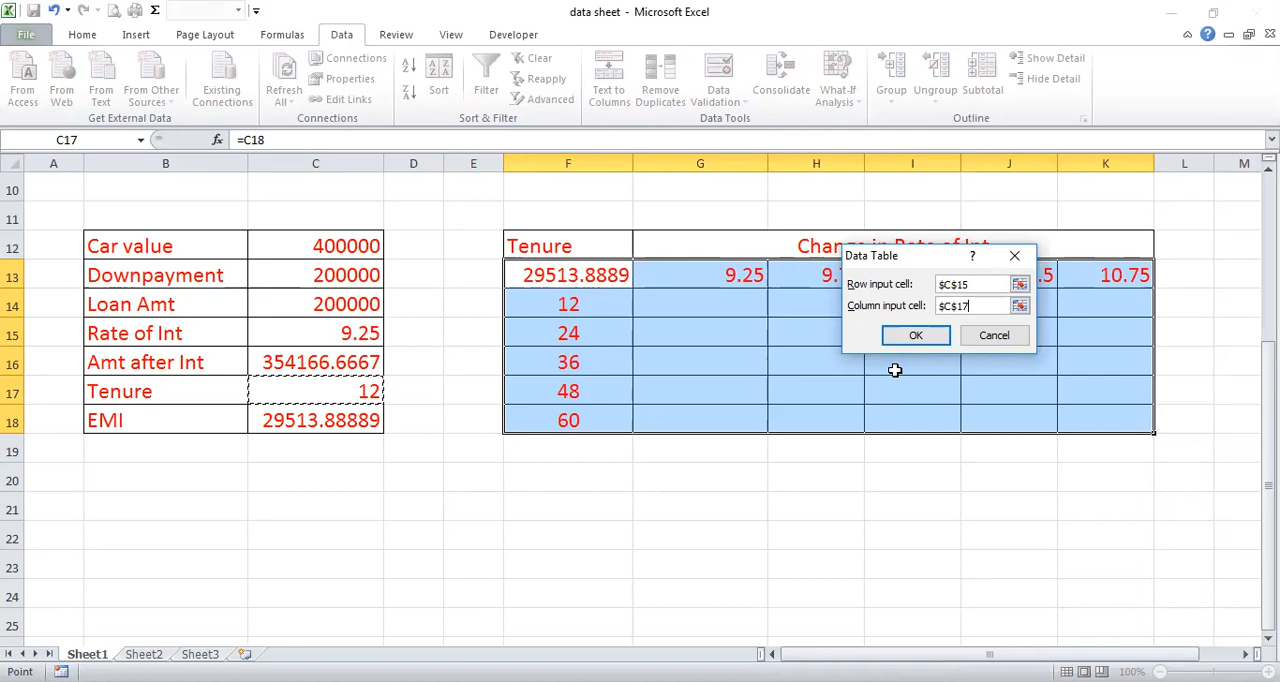 data sheet - Microsoft Excel
File Home Insert Page Layout Formulas Data Review View Developer
From Access
From Web
From Text
From Other Sources
Existing Connections
Get External Data
Refresh All
Connections
Properties
Edit Links
Connections
Sort
Filter
Clear
Reapply
Advanced
Sort & Filter
Text to Columns
Remove Duplicates
Data Validation
Consolidate
What-If Analysis
Data Tools
Group
Ungroup
Subtotal
Show Detail
Hide Detail
Outline
C17 fx =C18
A B C D E F G H I J K L M
10
11
12 Car value 400000 Tenure Change in Rate of Int
13 Downpayment 200000 29513.8889 9.25 10.75
14 Loan Amt 200000 12
15 Rate of Int 9.25 24
16 Amt after Int 354166.6667 36
17 Tenure 12 48
18 EMI 29513.88889 60
19
20
21
22
23
24
25
Data Table
Row input cell: $C$15
Column input cell: $C$17
OK Cancel
Sheet1 Sheet2 Sheet3
Point 100%